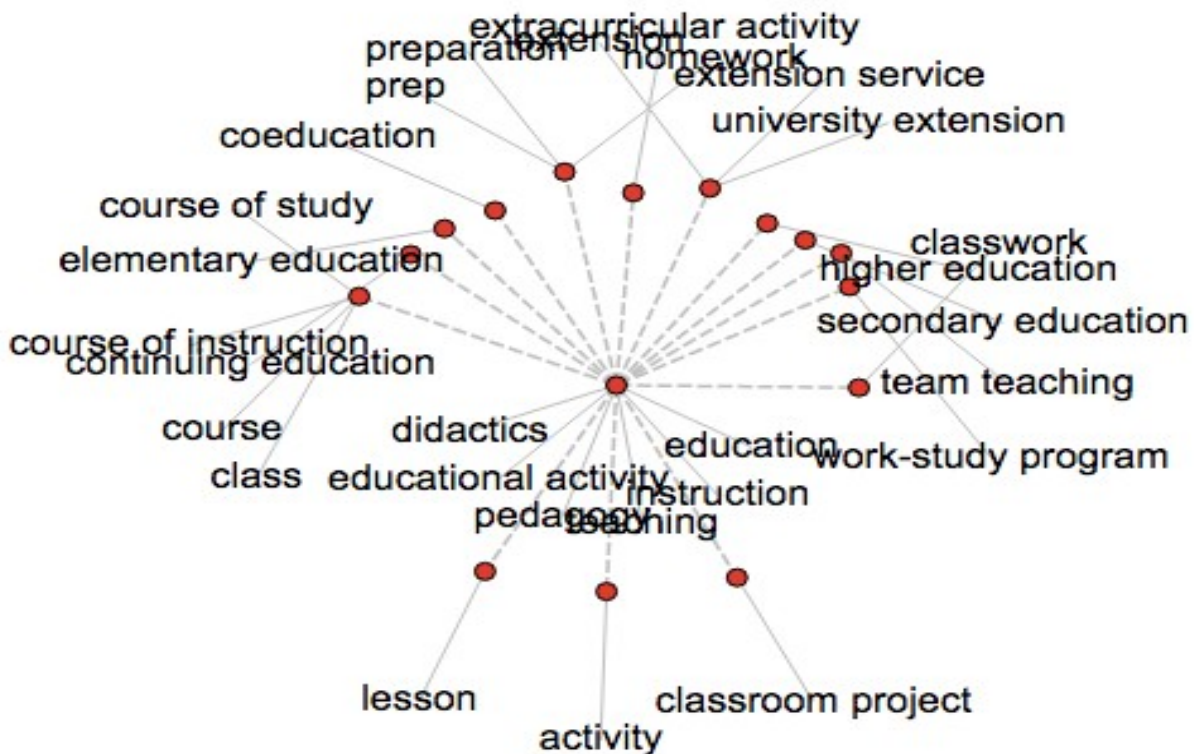 extracurricular activity
extension
preparation
homework
extension service
prep
university extension
coeducation
course of study
classwork
elementary education
higher education
secondary education
course of instruction
continuing education
team teaching
course
didactics
education
work-study program
class
educational activity
instruction
pedagogy
teaching
lesson
classroom project
activity